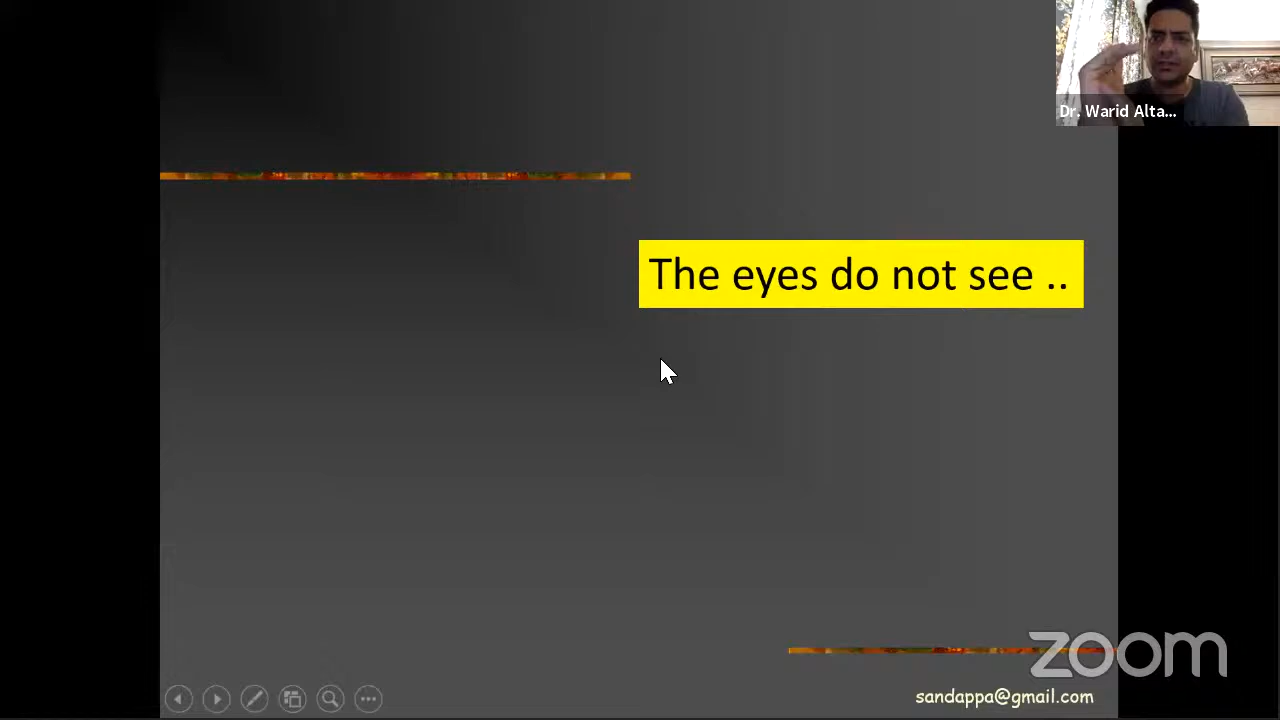 Dr. Warid Alta...
The eyes do not see ..
zoom
sandappa@gmail.com